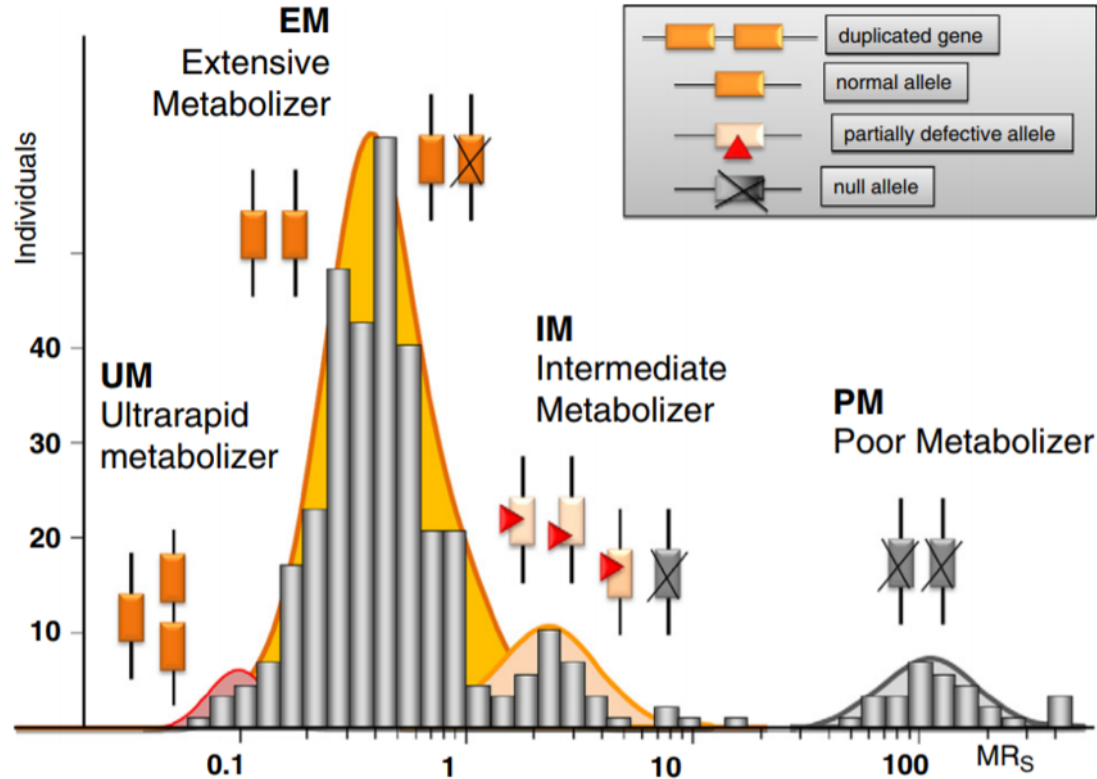 EM
Extensive
Metabolizer
duplicated gene
normal allele
partially defective allele
null allele
Individuals
40
30
20
10
UM
Ultrarapid
metabolizer
IM
Intermediate
Metabolizer
PM
Poor Metabolizer
0.1
1
10
100
MRS